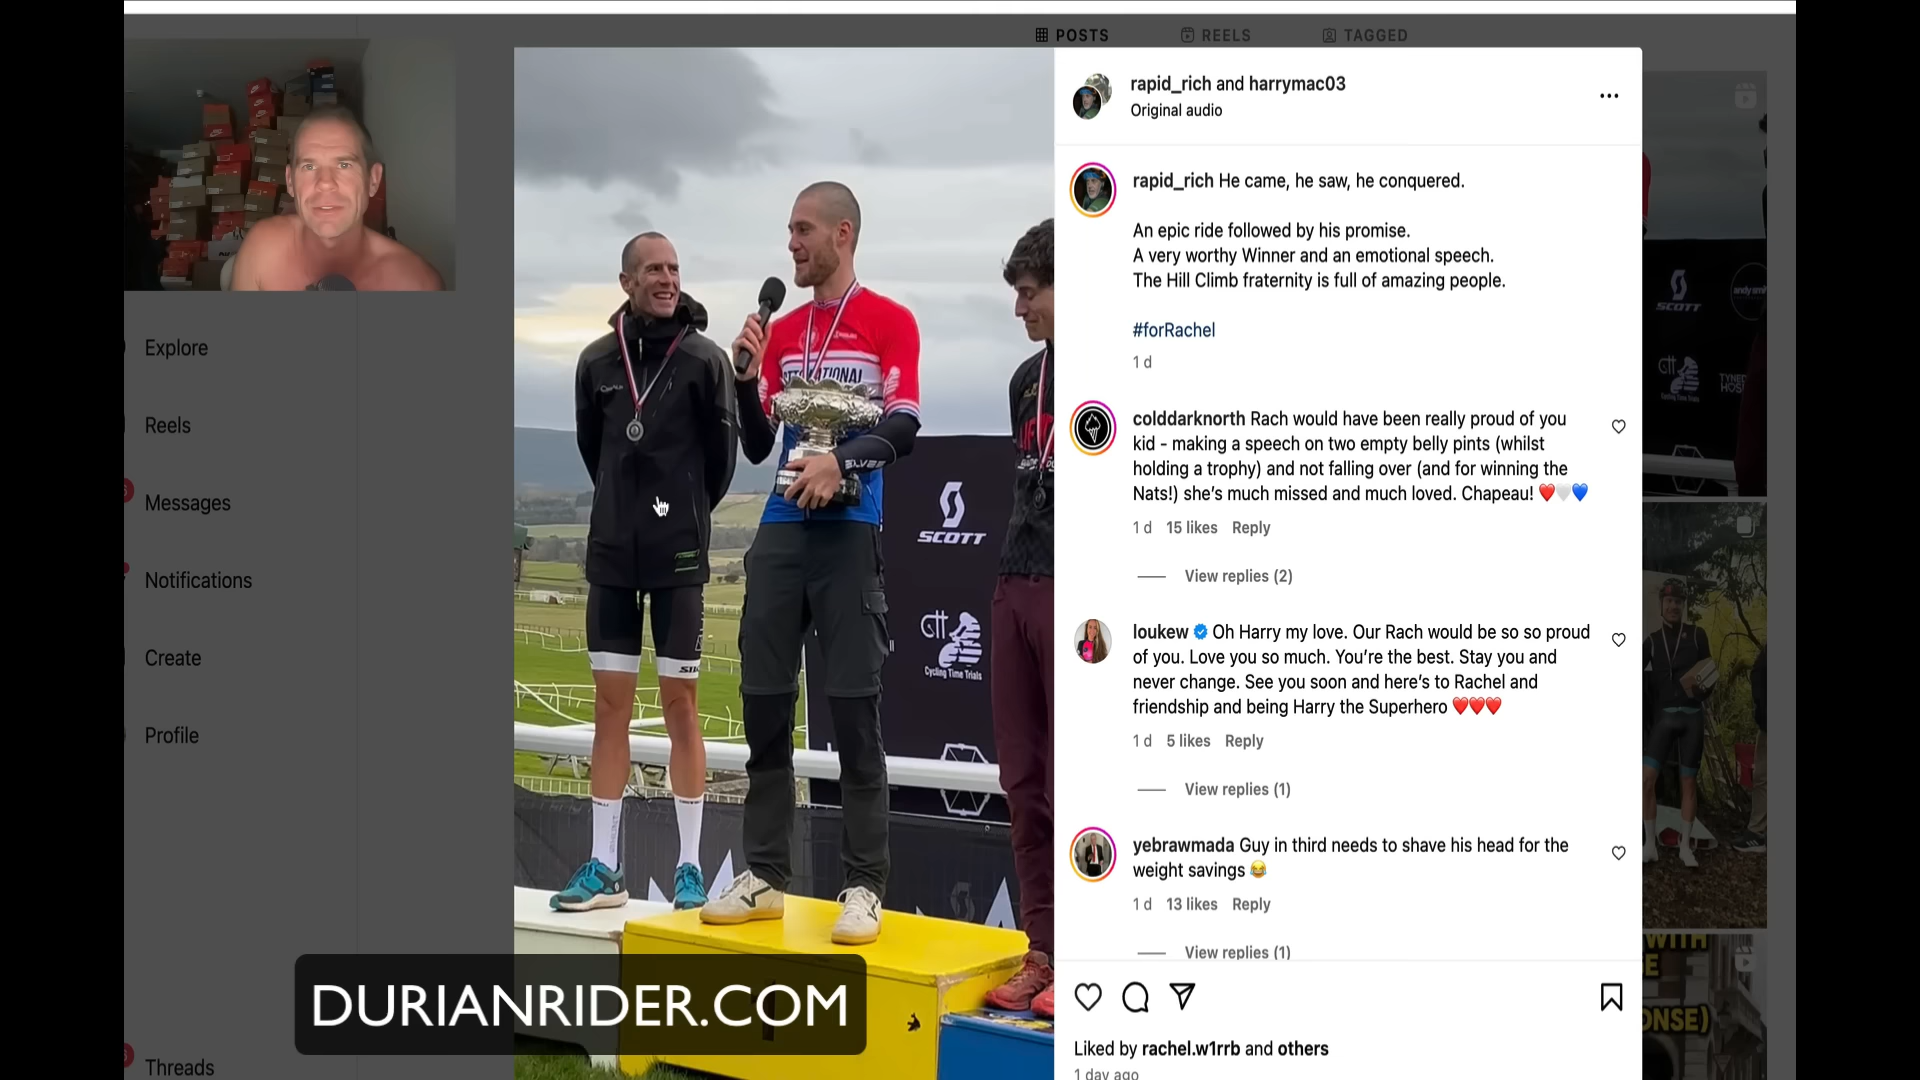 POSTS
REELS
TAGGED
rapid_rich and harrymac03
Original audio
rapid_rich He came, he saw, he conquered.
An epic ride followed by his promise.
A very worthy Winner and an emotional speech.
The Hill Climb fraternity is full of amazing people.
#forRachel
1 d
colddarknorth Rach would have been really proud of you
kid - making a speech on two empty belly pints (whilst
holding a trophy) and not falling over (and for winning the
Nats!) she's much missed and much loved. Chapeau! ❤️🤍💙
1 d 15 likes Reply
View replies (2)
loukew Oh Harry my love. Our Rach would be so so proud
of you. Love you so much. You're the best. Stay you and
never change. See you soon and here's to Rachel and
friendship and being Harry the Superhero ❤️❤️❤️
1 d 5 likes Reply
View replies (1)
yebrawmada Guy in third needs to shave his head for the
weight savings 😂
1 d 13 likes Reply
View replies (1)
Liked by rachel.w1rrb and others
1 day ago
Explore
Reels
Messages
Notifications
Create
Profile
Threads
SCOTT
ctt
Cycling Time Trials
SCOTT
ctt
DURIANRIDER.COM